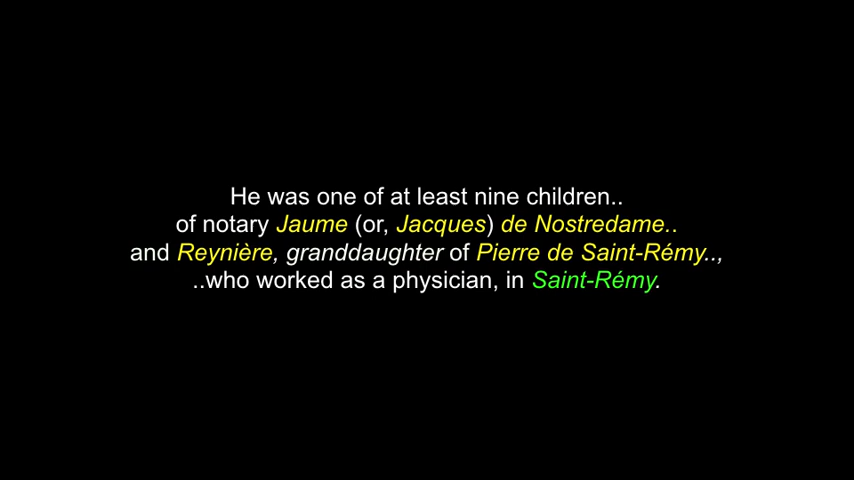 He was one of at least nine children..
of notary Jaume (or, Jacques) de Nostredame..
and Reynière, granddaughter of Pierre de Saint-Rémy..,
..who worked as a physician, in Saint-Rémy.